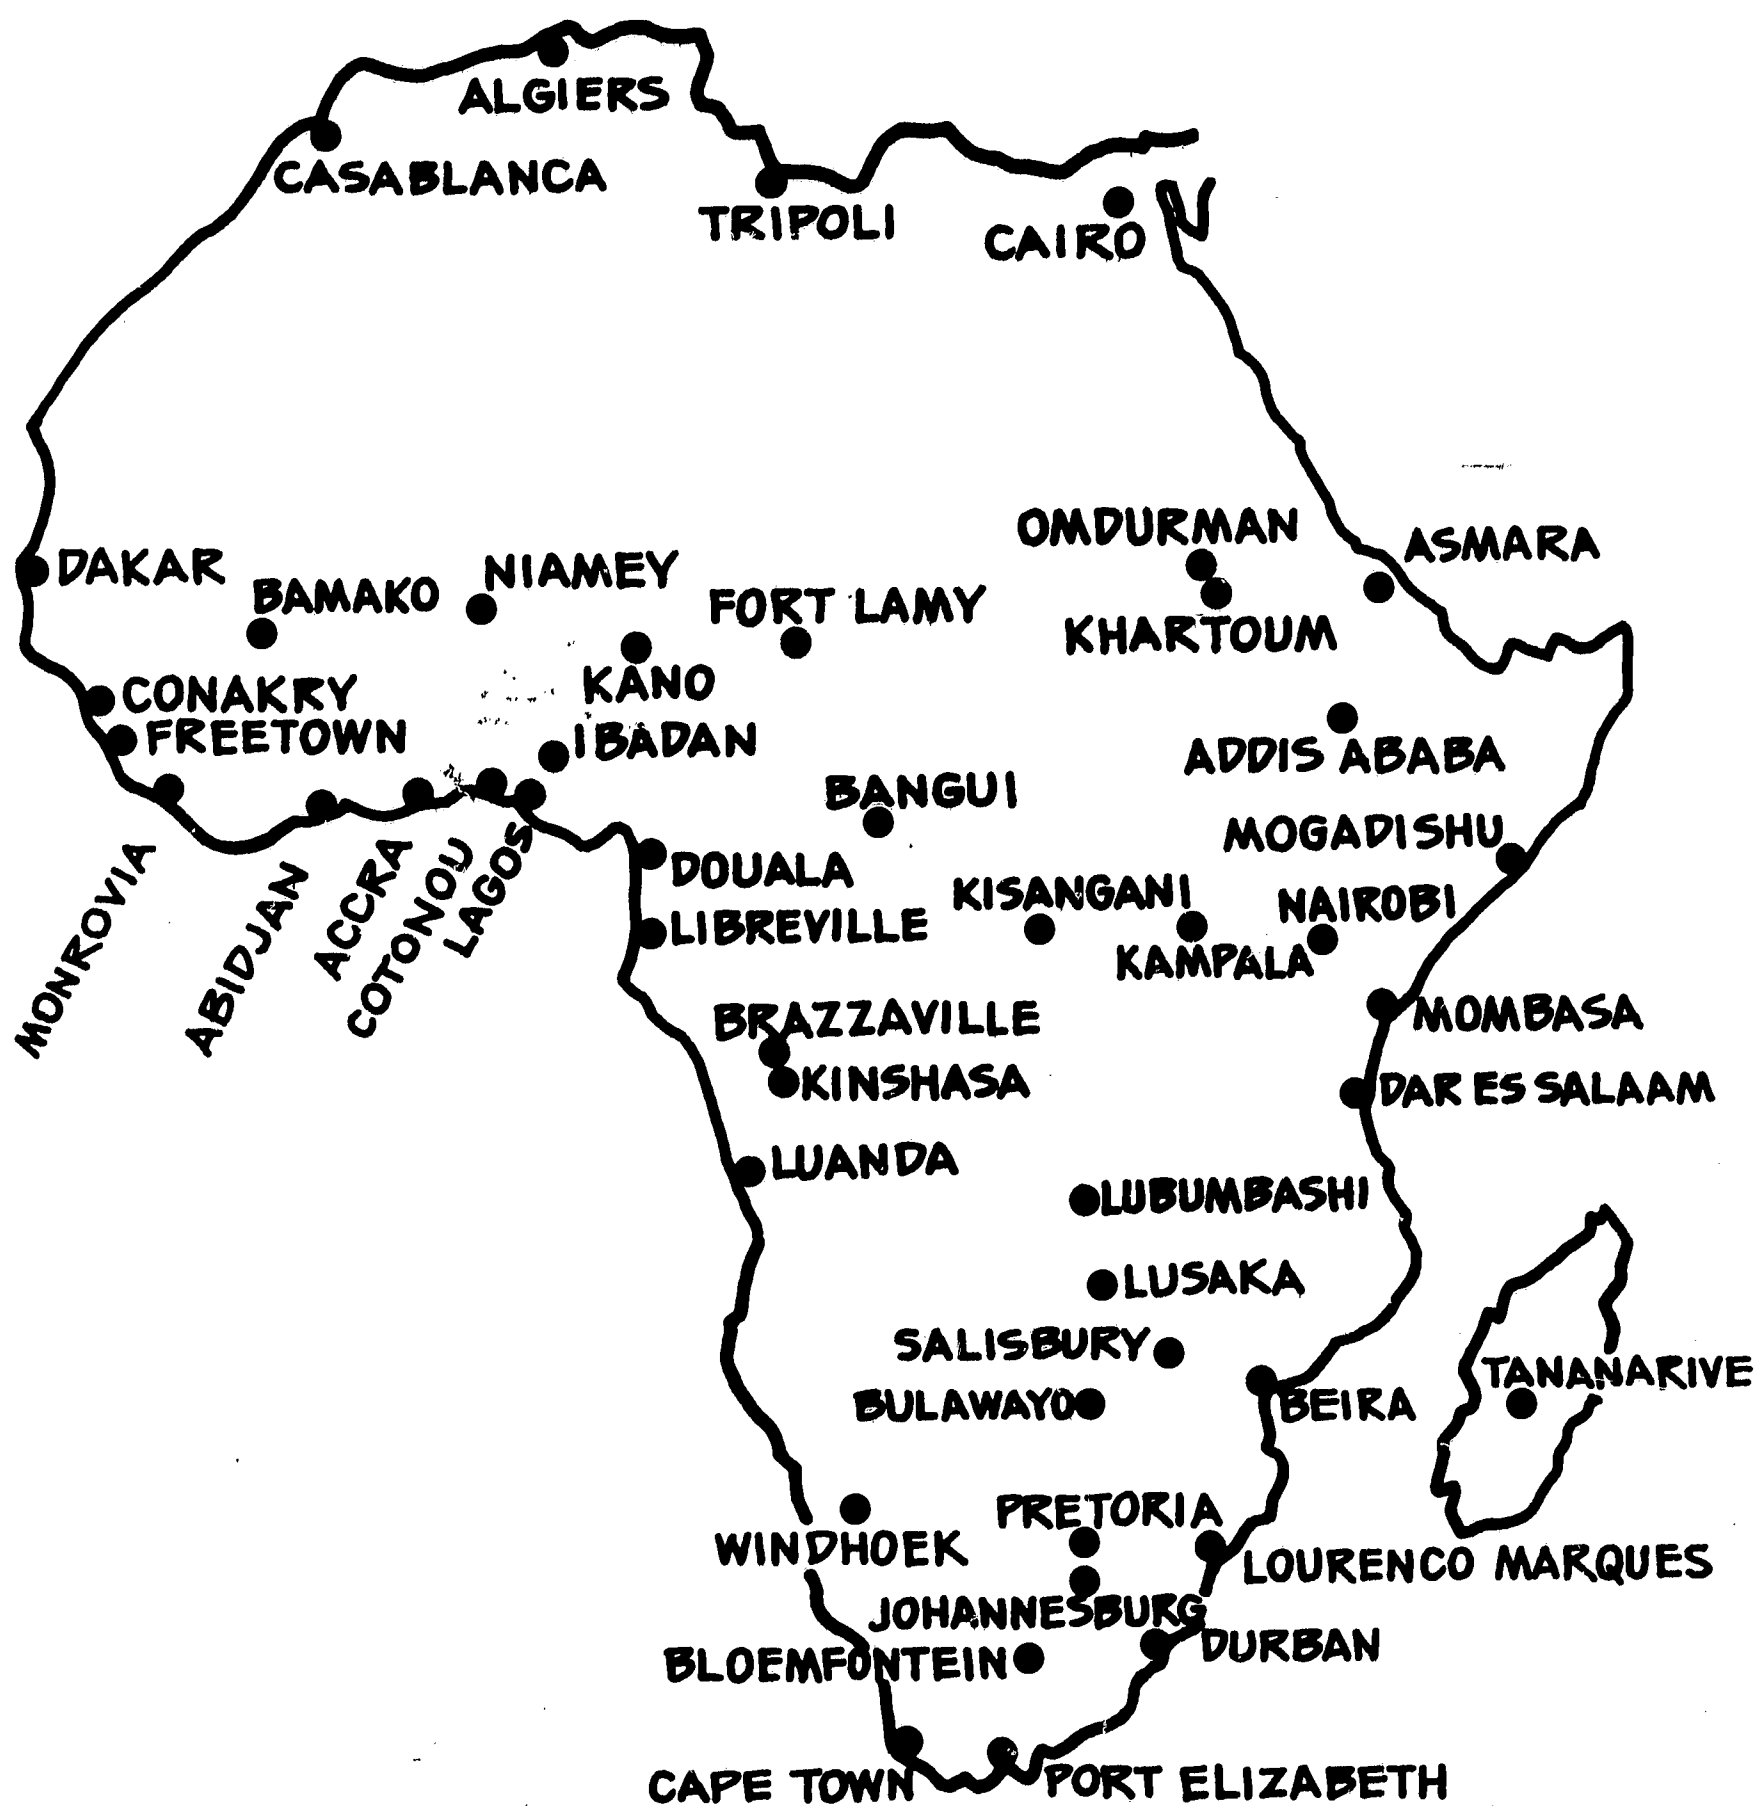 ALGIERS
CASABLANCA
TRIPOLI
CAIRO
OMDURMAN
ASMARA
DAKAR
NIAMEY
BAMAKO
FORT LAMY
KHARTOUM
KANO
CONAKRY
FREETOWN
IBADAN
ADDIS ABABA
BANGUI
MOGADISHU
MONROVIA
ABIDJAN
ACCRA
COTONOU
LAGOS
DOUALA
KISANGANI
NAIROBI
LIBREVILLE
KAMPALA
BRAZZAVILLE
MOMBASA
KINSHASA
DAR ES SALAAM
LUANDA
LUBUMBASHI
LUSAKA
SALISBURY
TANANARIVE
BULAWAYO
BEIRA
PRETORIA
WINDHOEK
LOURENCO MARQUES
JOHANNESBURG
DURBAN
BLOEMFONTEIN
CAPE TOWN
PORT ELIZABETH